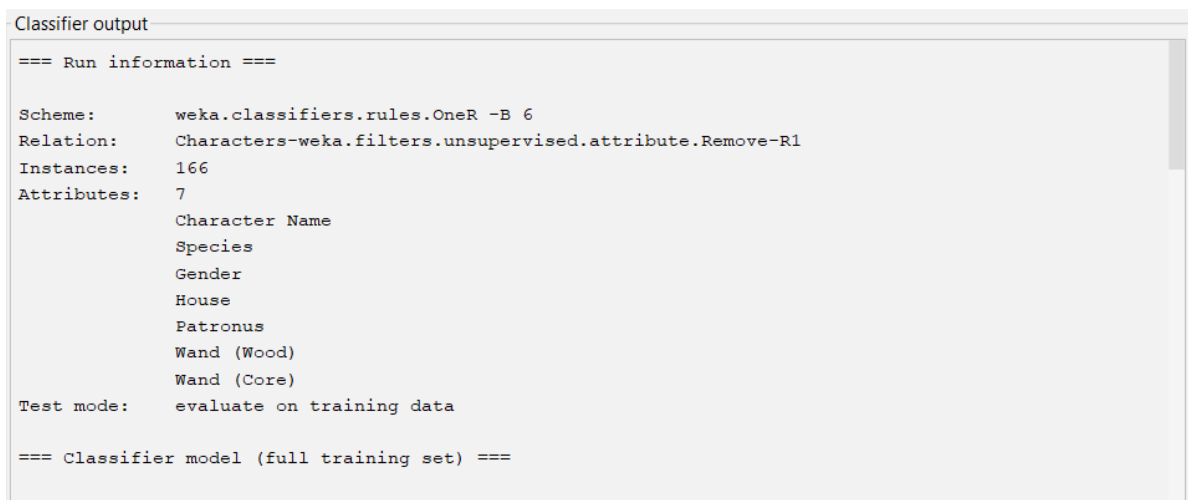 Classifier output
=== Run information ===
Scheme: weka.classifiers.rules.OneR -B 6
Relation: Characters-weka.filters.unsupervised.attribute.Remove-R1
Instances: 166
Attributes: 7
Character Name
Species
Gender
House
Patronus
Wand (Wood)
Wand (Core)
Test mode: evaluate on training data
=== Classifier model (full training set) ===